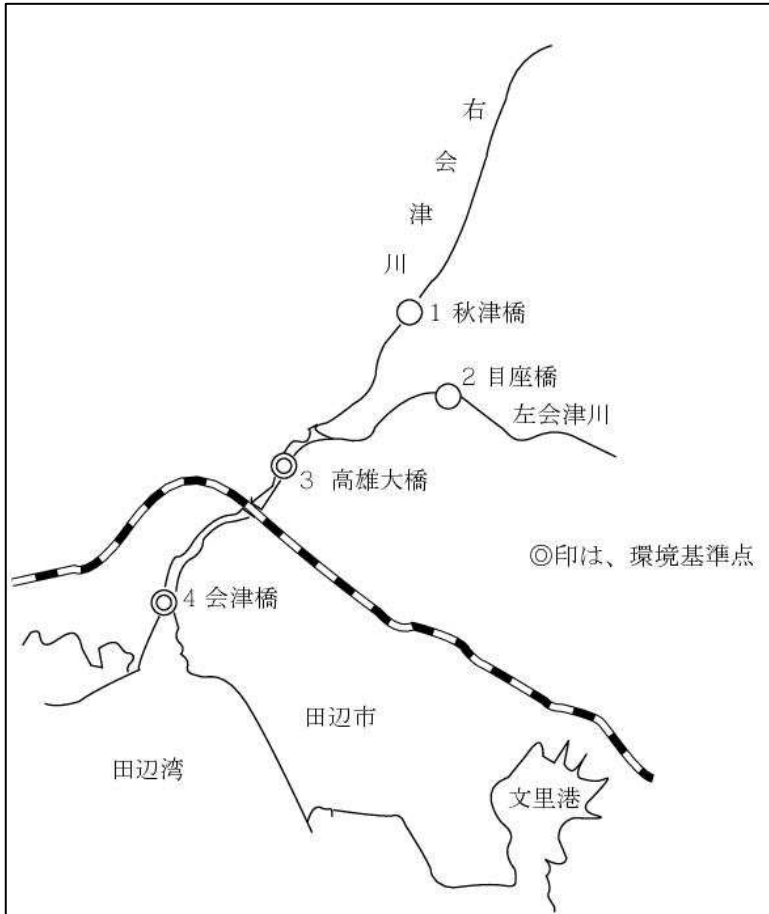 右会津川
1 秋津橋
2 目座橋
左会津川
3 高雄大橋
◎印は、環境基準点
4 会津橋
田辺市
田辺湾
文里港